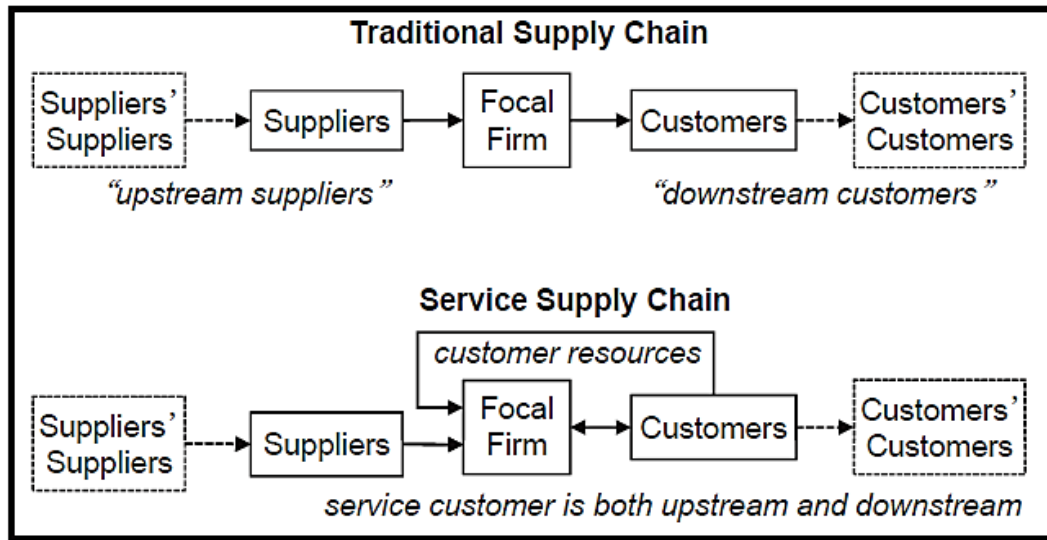 Traditional Supply Chain
Suppliers’
Suppliers
Suppliers
Focal
Firm
Customers
Customers’
Customers
“upstream suppliers”
“downstream customers”
Service Supply Chain
customer resources
Suppliers’
Suppliers
Suppliers
Focal
Firm
Customers
Customers’
Customers
service customer is both upstream and downstream